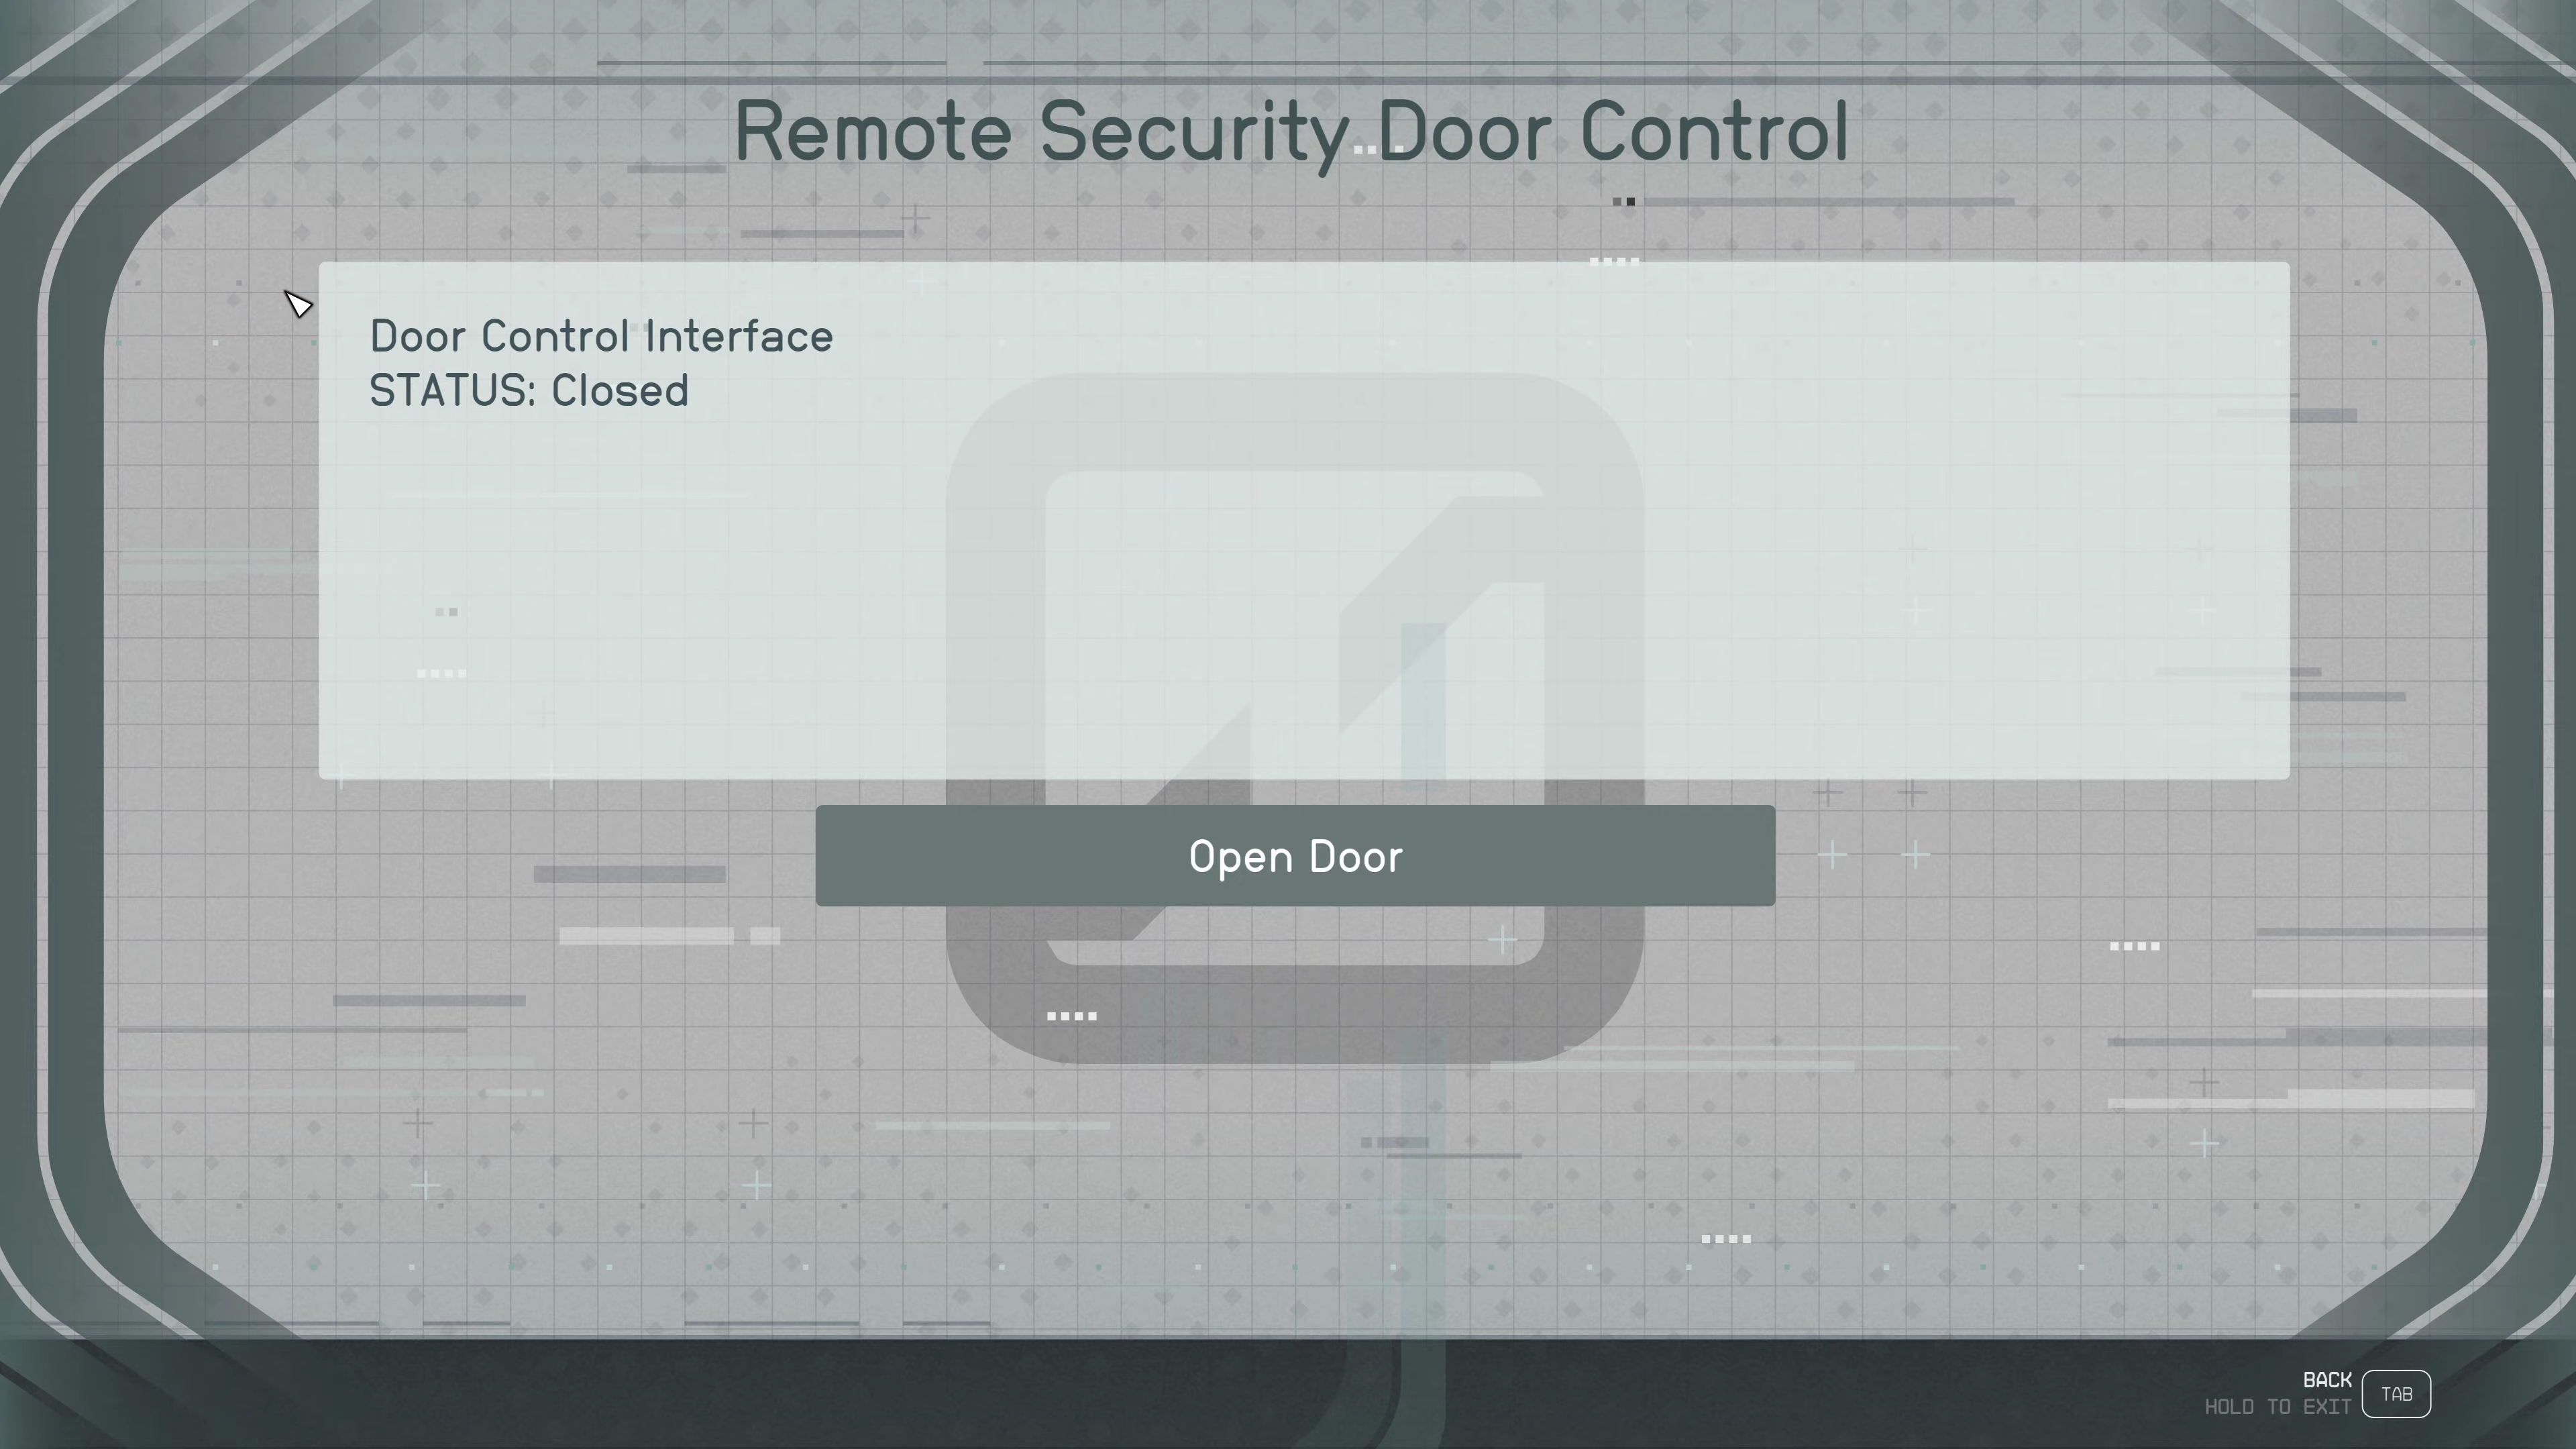 Remote Security Door Control
Door Control Interface
STATUS: Closed
Open Door
BACK
HOLD TO EXIT
TAB